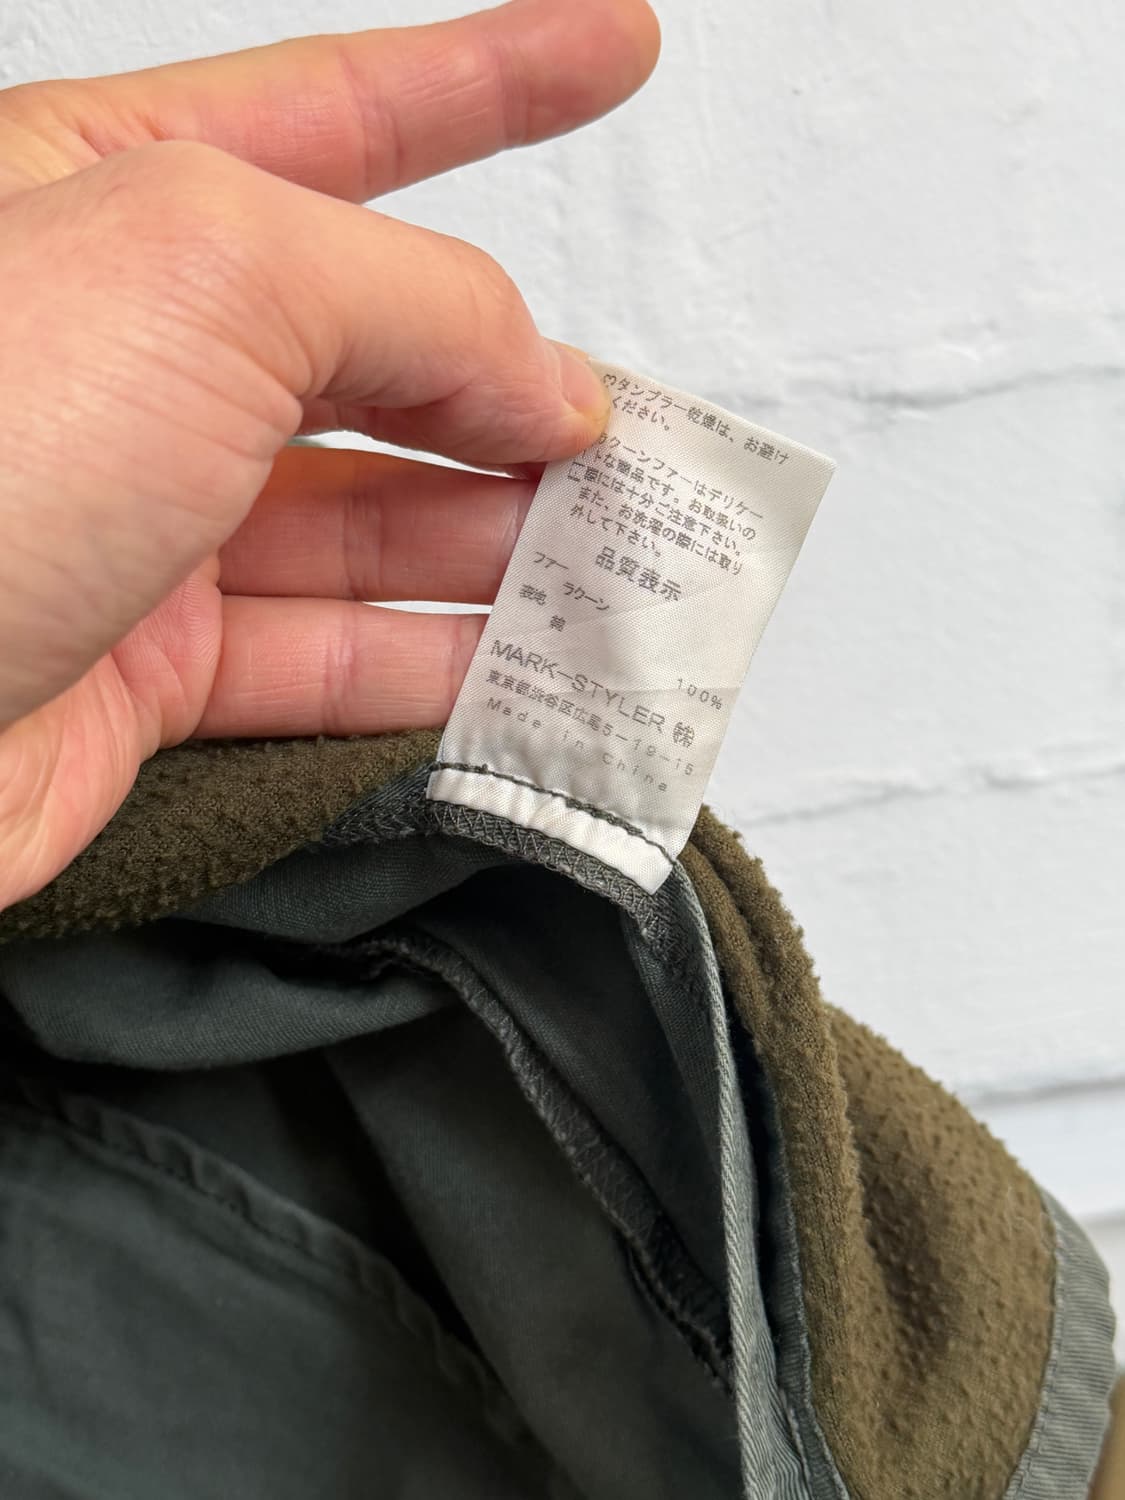 タンブラー乾燥は、お避け
ください。
ラクーンファーはデリケー
トな商品です。お取扱いの
際には十分ご注意下さい。
また、お洗濯の際には取り
外して下さい。
品質表示
ファー
ラクーン
表地
綿
100%
MARK-STYLER ㈱
東京都渋谷区広尾5-19-15
Made in China